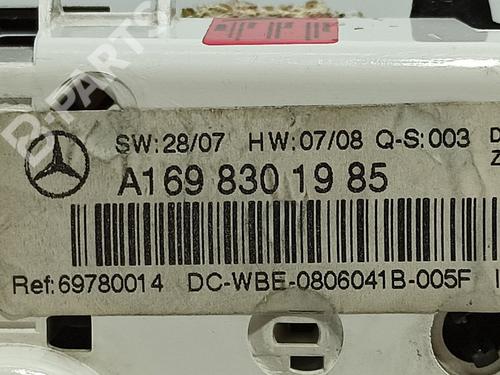 B-PARTS
SW:28/07 HW:07/08 Q-S:003 D
A169 830 19 85 Z
Ref:69780014 DC-WBE-0806041B-005F